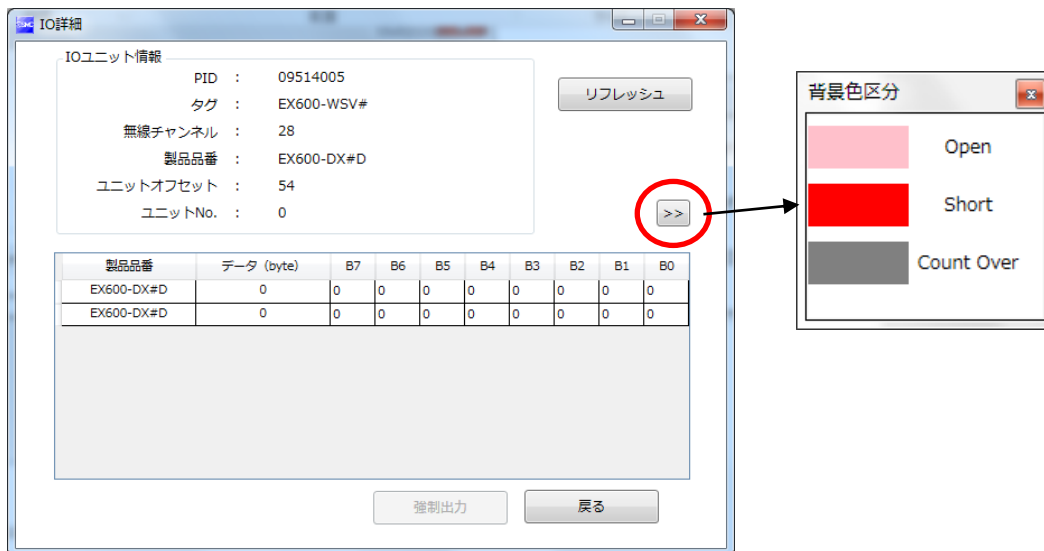 IO詳細
IOユニット情報
PID : 09514005
タグ : EX600-WSV#
無線チャンネル : 28
製品品番 : EX600-DX#D
ユニットオフセット : 54
ユニットNo. : 0
リフレッシュ
>>
製品品番 データ (byte) B7 B6 B5 B4 B3 B2 B1 B0
EX600-DX#D 0 0 0 0 0 0 0 0 0
EX600-DX#D 0 0 0 0 0 0 0 0 0
強制出力 戻る
背景色区分
Open
Short
Count Over